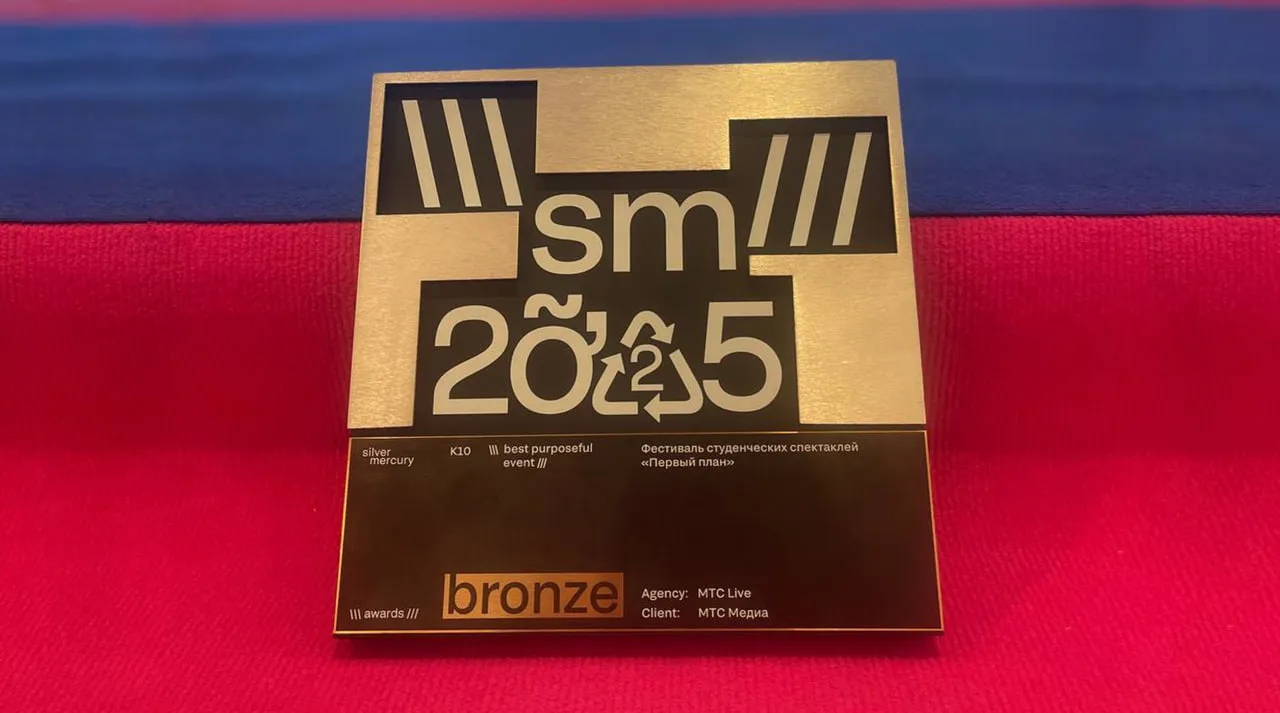 \\\ sm ///
2025
silver
mercury
K10
\\\ best purposeful
event ///
Фестиваль студенческих спектаклей
«Первый план»
\\\ awards ///
bronze
Agency: МТС Live
Client: МТС Медиа